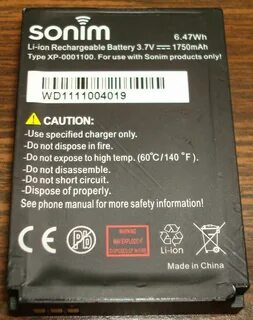 sonim
6.47Wh
Li-ion Rechargeable Battery 3.7V 1750mAh
Type XP-0001100. For use with Sonim products only!
WD1111004019
CAUTION:
-Use specified charger only.
-Do not dispose in fire.
-Do not expose to high temp. (60℃/140 ℉).
-Do not disassemble.
-Do not short circuit.
See phone manual for more safety information!
CE
Pb
Li-ion
Made in China